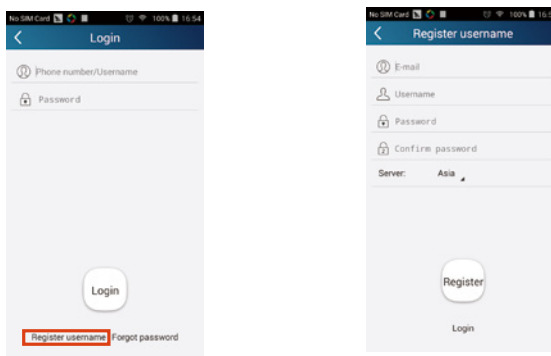 No SIM Card 100% 16:54
Login
Phone number/Username
Password
Login
Register username Forgot password
No SIM Card 100%
Register username
E-mail
Username
Password
Confirm password
Server: Asia
Register
Login